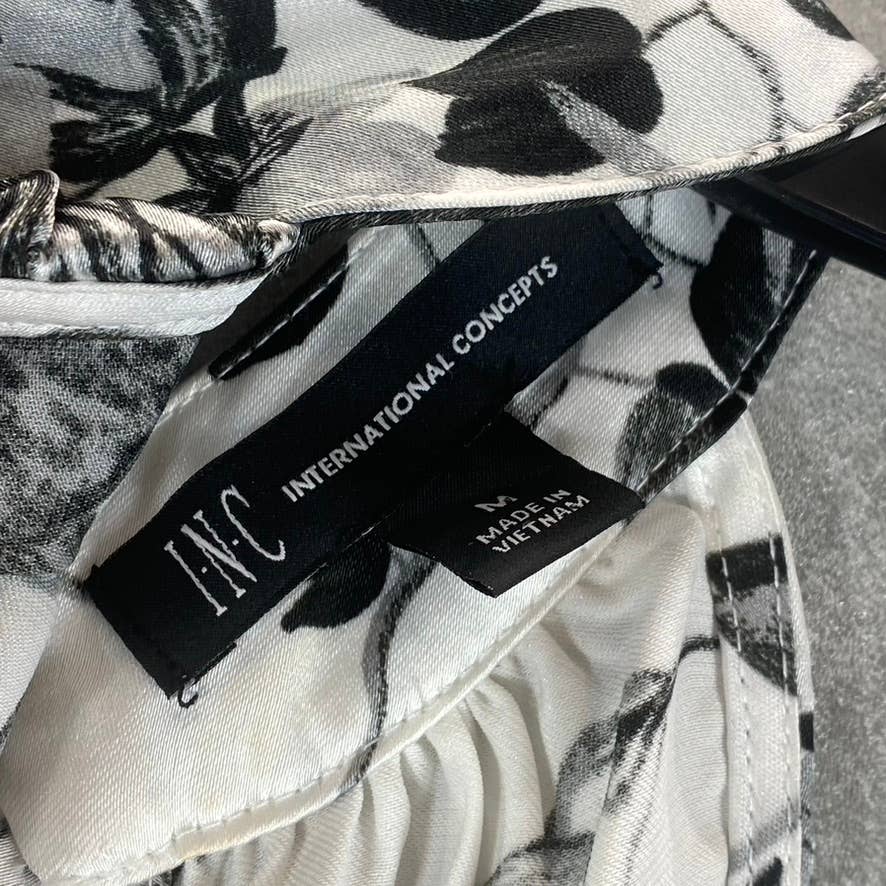 I·N·C INTERNATIONAL CONCEPTS
M
MADE IN
VIETNAM